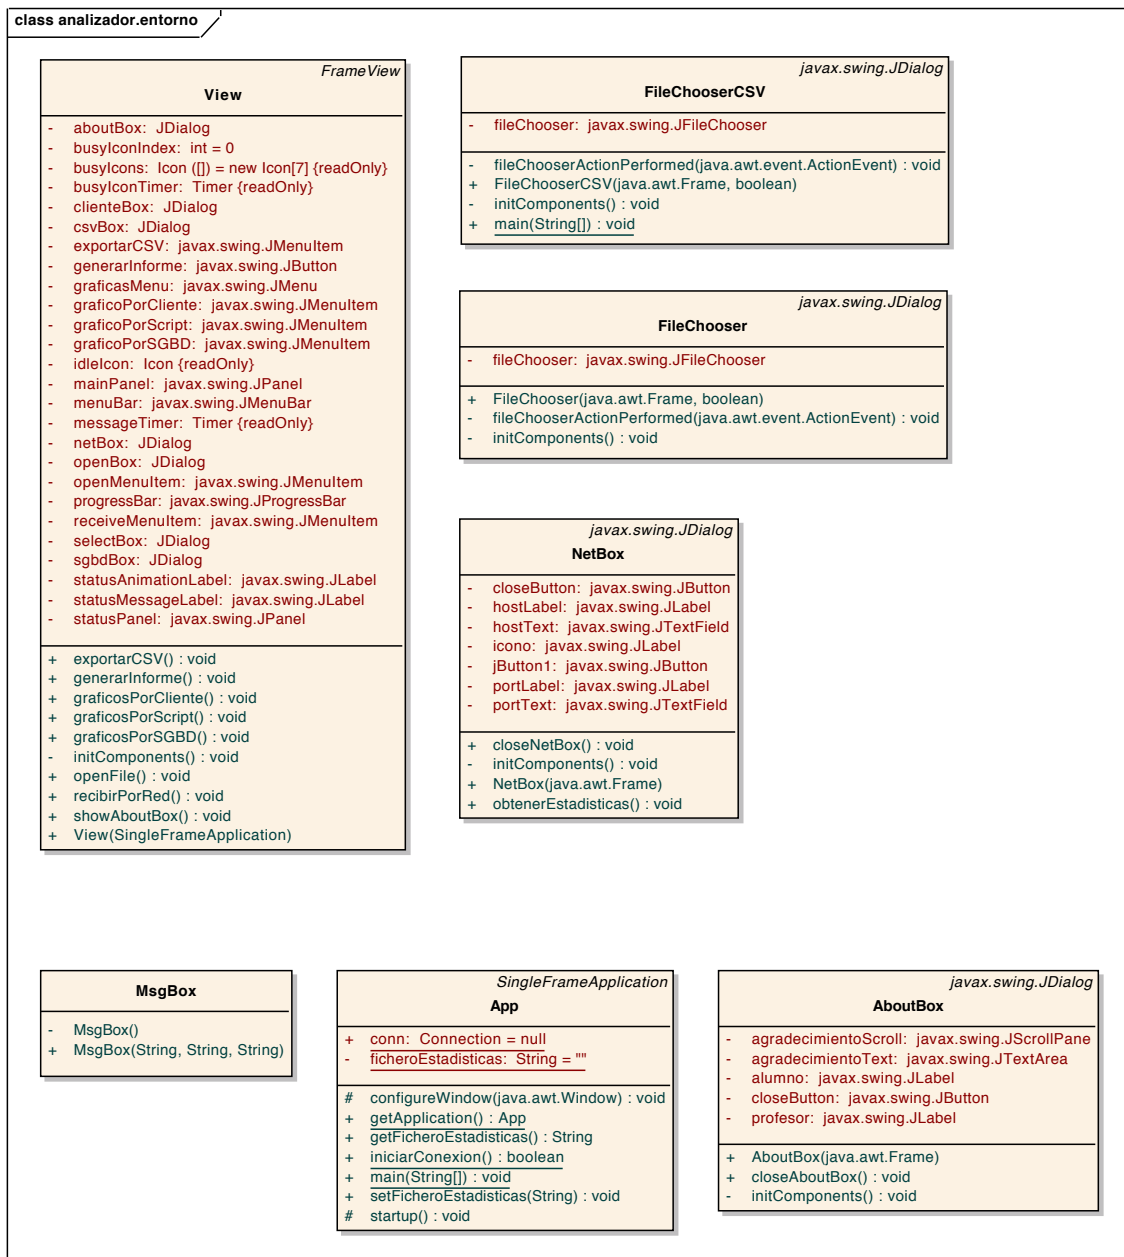 class analizador.entorno
FrameView
View
- aboutBox: JDialog
- busyIconIndex: int = 0
- busyIcons: Icon ([]) = new Icon[7] {readOnly}
- busyIconTimer: Timer {readOnly}
- clienteBox: JDialog
- csvBox: JDialog
- exportarCSV: javax.swing.JMenuItem
- generarInforme: javax.swing.JButton
- graficasMenu: javax.swing.JMenu
- graficoPorCliente: javax.swing.JMenuItem
- graficoPorScript: javax.swing.JMenuItem
- graficoPorSGBD: javax.swing.JMenuItem
- idleIcon: Icon {readOnly}
- mainPanel: javax.swing.JPanel
- menuBar: javax.swing.JMenuBar
- messageTimer: Timer {readOnly}
- netBox: JDialog
- openBox: JDialog
- openMenuItem: javax.swing.JMenuItem
- progressBar: javax.swing.JProgressBar
- receiveMenuItem: javax.swing.JMenuItem
- selectBox: JDialog
- sgbdBox: JDialog
- statusAnimationLabel: javax.swing.JLabel
- statusMessageLabel: javax.swing.JLabel
- statusPanel: javax.swing.JPanel
+ exportarCSV() : void
+ generarInforme() : void
+ graficosPorCliente() : void
+ graficosPorScript() : void
+ graficosPorSGBD() : void
- initComponents() : void
+ openFile() : void
+ recibirPorRed() : void
+ showAboutBox() : void
+ View(SingleFrameApplication)
javax.swing.JDialog
FileChooserCSV
- fileChooser: javax.swing.JFileChooser
- fileChooserActionPerformed(java.awt.event.ActionEvent) : void
+ FileChooserCSV(java.awt.Frame, boolean)
- initComponents() : void
+ main(String[]) : void
javax.swing.JDialog
FileChooser
- fileChooser: javax.swing.JFileChooser
+ FileChooser(java.awt.Frame, boolean)
- fileChooserActionPerformed(java.awt.event.ActionEvent) : void
- initComponents() : void
javax.swing.JDialog
NetBox
- closeButton: javax.swing.JButton
- hostLabel: javax.swing.JLabel
- hostText: javax.swing.JTextField
- icono: javax.swing.JLabel
- jButton1: javax.swing.JButton
- portLabel: javax.swing.JLabel
- portText: javax.swing.JTextField
+ closeNetBox() : void
- initComponents() : void
+ NetBox(java.awt.Frame)
+ obtenerEstadisticas() : void
MsgBox
- MsgBox()
+ MsgBox(String, String, String)
SingleFrameApplication
App
+ conn: Connection = null
- ficheroEstadisticas: String = ""
# configureWindow(java.awt.Window) : void
+ getApplication() : App
+ getFicheroEstadisticas() : String
+ iniciarConexion() : boolean
+ main(String[]) : void
+ setFicheroEstadisticas(String) : void
# startup() : void
javax.swing.JDialog
AboutBox
- agradecimientoScroll: javax.swing.JScrollPane
- agradecimientoText: javax.swing.JTextArea
- alumno: javax.swing.JLabel
- closeButton: javax.swing.JButton
- profesor: javax.swing.JLabel
+ AboutBox(java.awt.Frame)
+ closeAboutBox() : void
- initComponents() : void